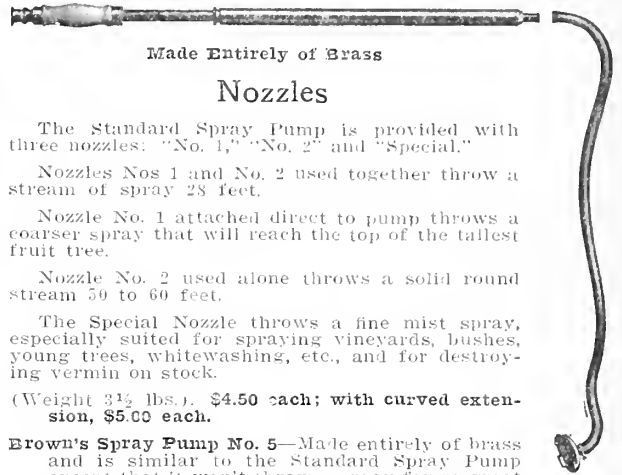 Made Entirely of Brass
Nozzles
The Standard Spray Pump is provided with
three nozzles: "No. 1," "No. 2" and "Special."
Nozzles Nos 1 and No. 2 used together throw a
stream of spray 28 feet.
Nozzle No. 1 attached direct to pump throws a
coarser spray that will reach the top of the tallest
fruit tree.
Nozzle No. 2 used alone throws a solid round
stream 50 to 60 feet.
The Special Nozzle throws a fine mist spray,
especially suited for spraying vineyards, bushes,
young trees, whitewashing, etc., and for destroy-
ing vermin on stock.
(Weight 3½ lbs.). $4.50 each; with curved exten-
sion, $5.00 each.
Brown's Spray Pump No. 5—Made entirely of brass
and is similar to the Standard Spray Pump